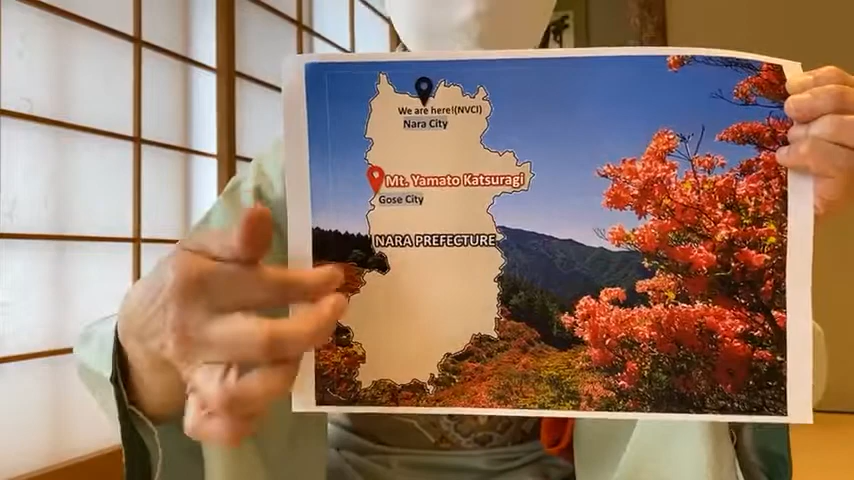 We are here!(NVCI)
Nara City
Mt. Yamato Katsuragi
Gose City
NARA PREFECTURE